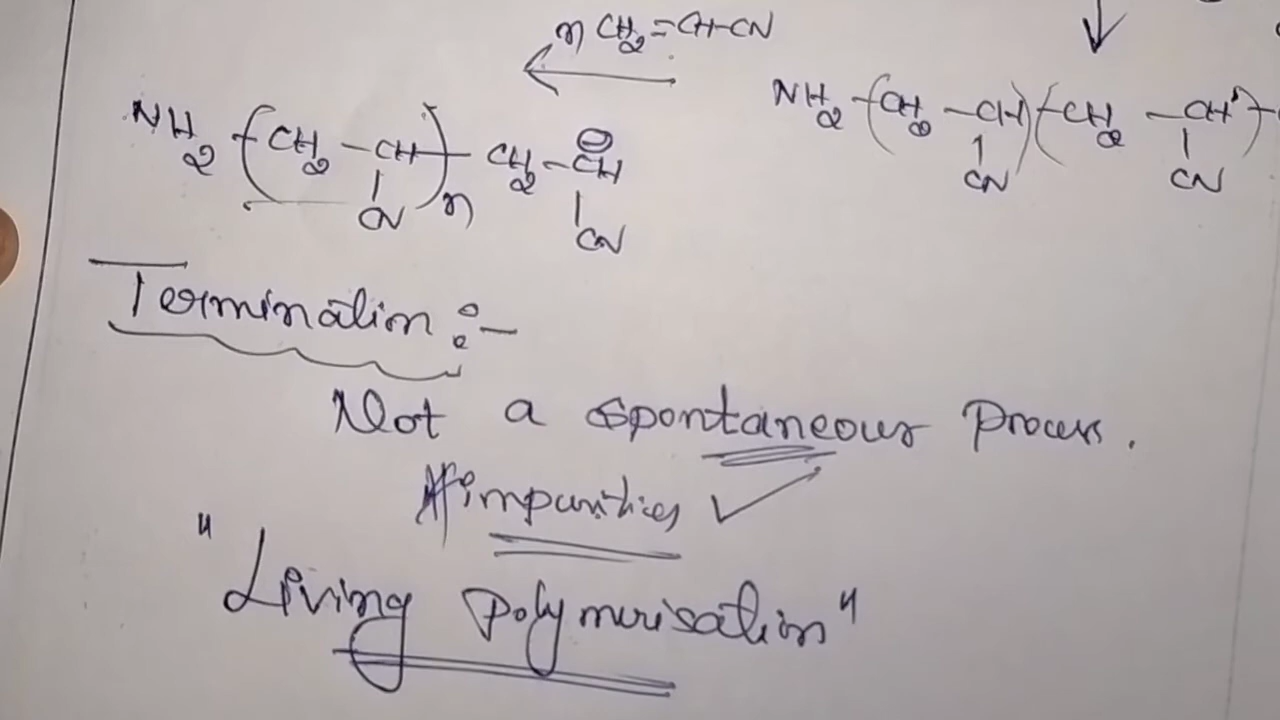 n CH2=CH-CN
NH2 -(CH2 -CH)(-CH2 -CH)-
CN CN
NH2 -(CH2 -CH)n- CH2-CH⊖
CN CN
Termination :-
Not a spontaneous Process.
#impurities ✓
"Living Polymerisation"